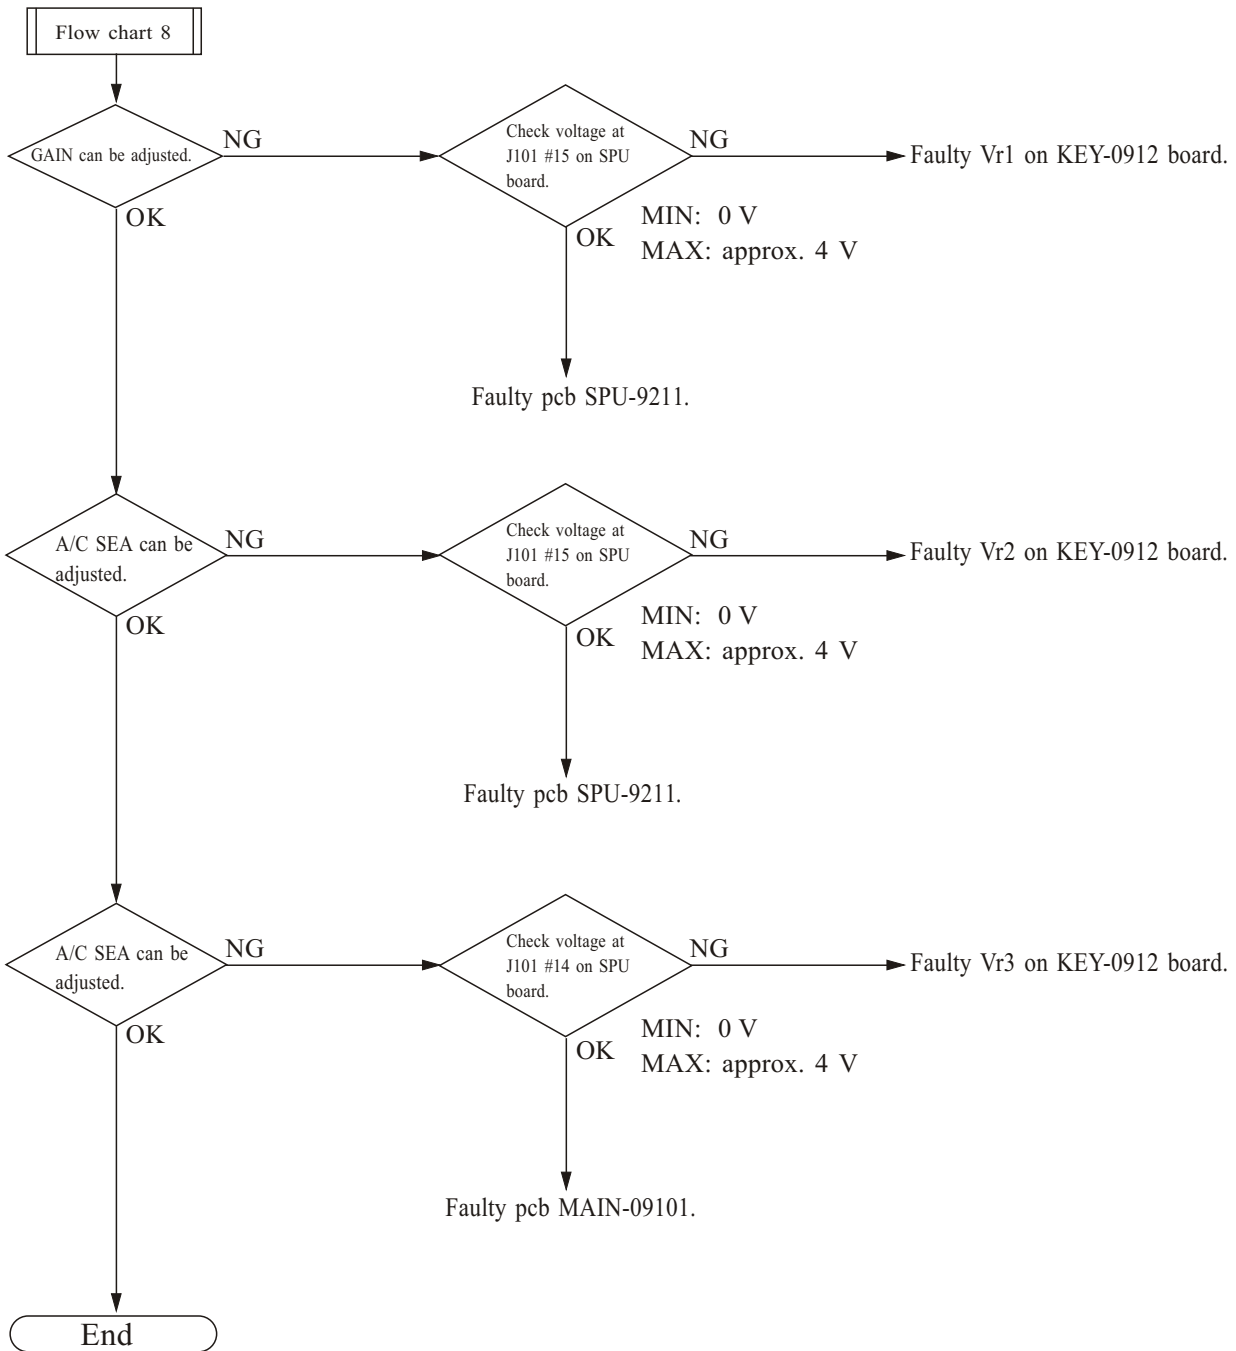 Flow chart 8
GAIN can be adjusted.
NG
Check voltage at
J101 #15 on SPU
board.
NG
Faulty Vr1 on KEY-0912 board.
OK
OK
MIN: 0 V
MAX: approx. 4 V
Faulty pcb SPU-9211.
A/C SEA can be
adjusted.
NG
Check voltage at
J101 #15 on SPU
board.
NG
Faulty Vr2 on KEY-0912 board.
OK
OK
MIN: 0 V
MAX: approx. 4 V
Faulty pcb SPU-9211.
A/C SEA can be
adjusted.
NG
Check voltage at
J101 #14 on SPU
board.
NG
Faulty Vr3 on KEY-0912 board.
OK
OK
MIN: 0 V
MAX: approx. 4 V
Faulty pcb MAIN-09101.
End